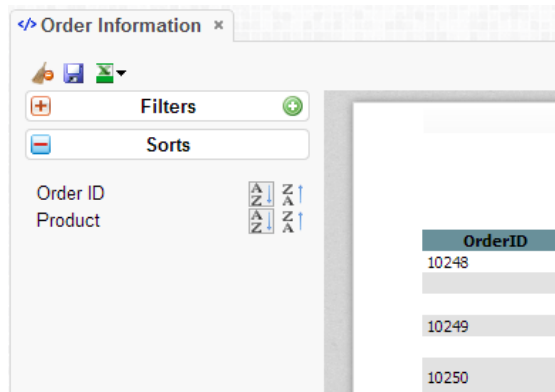 </> Order Information ×
Filters
Sorts
Order ID
Product
OrderID
10248
10249
10250